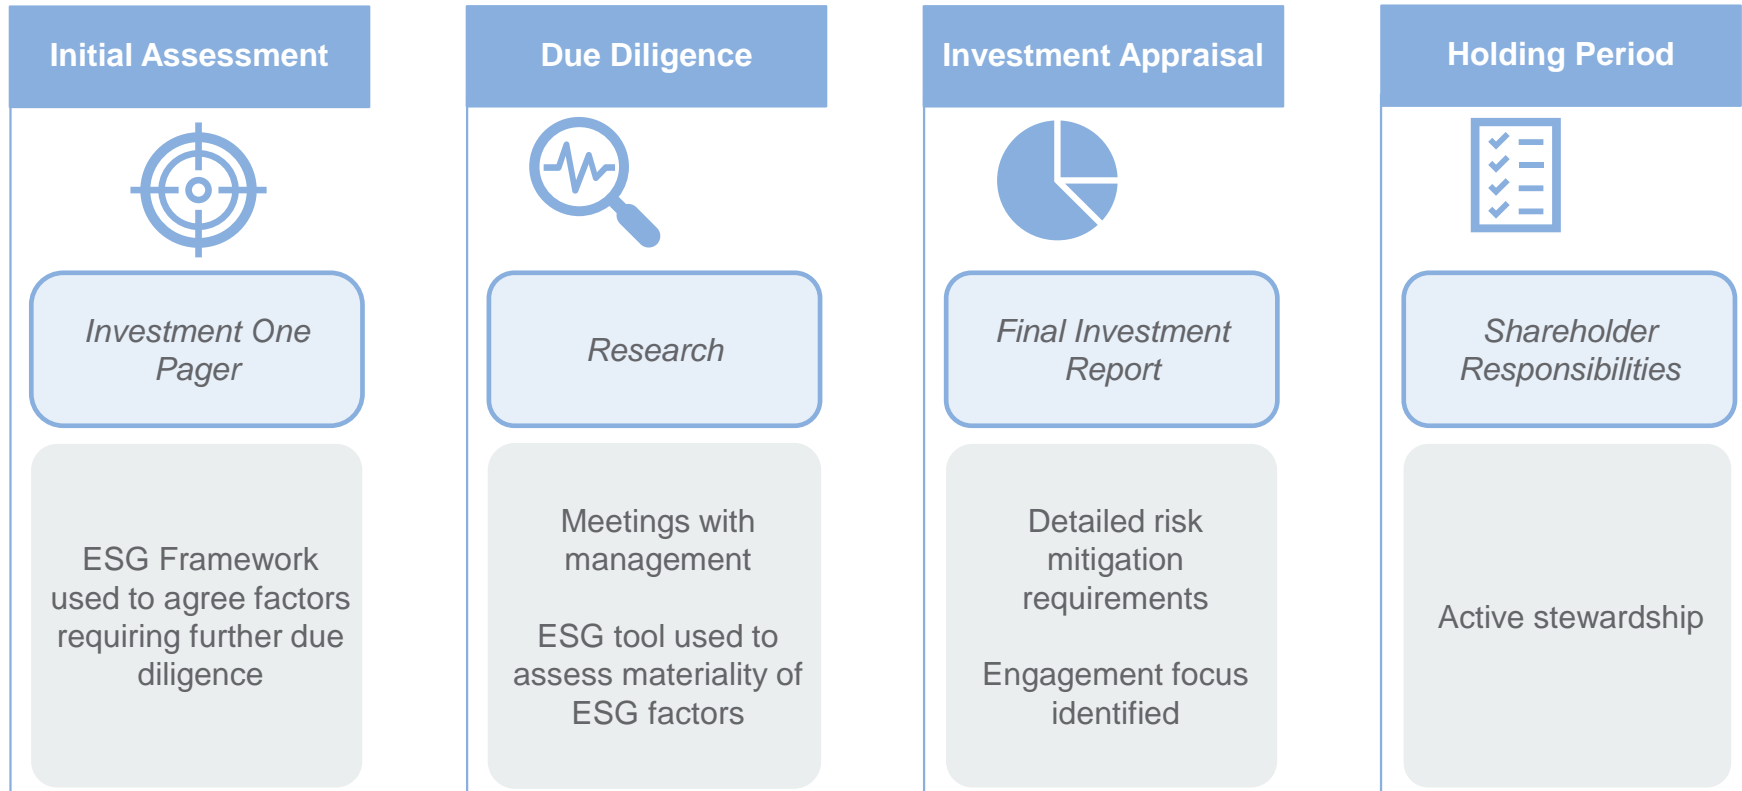 Initial Assessment
Investment One
Pager
ESG Framework
used to agree factors
requiring further due
diligence
Due Diligence
Research
Meetings with
management
ESG tool used to
assess materiality of
ESG factors
Investment Appraisal
Final Investment
Report
Detailed risk
mitigation
requirements
Engagement focus
identified
Holding Period
Shareholder
Responsibilities
Active stewardship